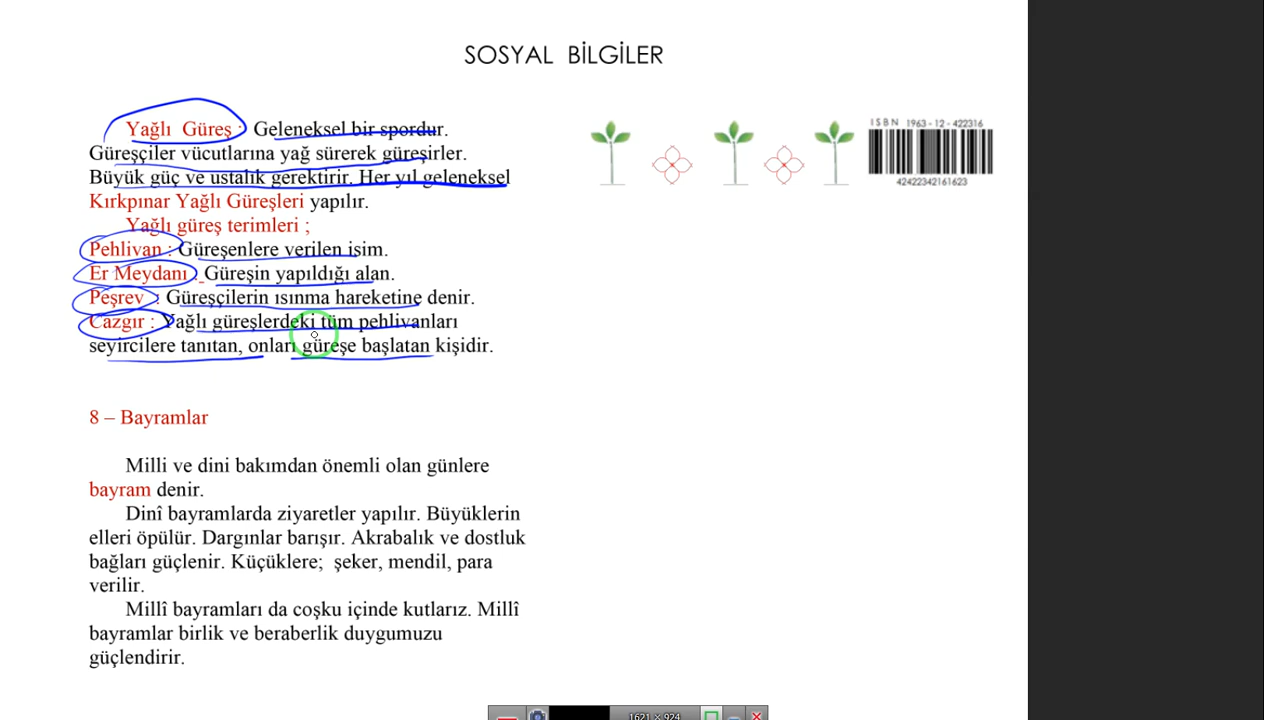 SOSYAL BİLGİLER
Yağlı Güreş : Geleneksel bir spordur.
Güreşçiler vücutlarına yağ sürerek güreşirler.
Büyük güç ve ustalık gerektirir. Her yıl geleneksel
Kırkpınar Yağlı Güreşleri yapılır.
Yağlı güreş terimleri ;
Pehlivan : Güreşenlere verilen isim.
Er Meydanı : Güreşin yapıldığı alan.
Peşrev : Güreşçilerin ısınma hareketine denir.
Cazgır : Yağlı güreşlerdeki tüm pehlivanları
seyircilere tanıtan, onları güreşe başlatan kişidir.
8 – Bayramlar
Milli ve dini bakımdan önemli olan günlere
bayram denir.
Dinî bayramlarda ziyaretler yapılır. Büyüklerin
elleri öpülür. Dargınlar barışır. Akrabalık ve dostluk
bağları güçlenir. Küçüklere; şeker, mendil, para
verilir.
Millî bayramları da coşku içinde kutlarız. Millî
bayramlar birlik ve beraberlik duygumuzu
güçlendirir.
ISBN 1963 - 12 - 422316
42422342161623
1621 x 924